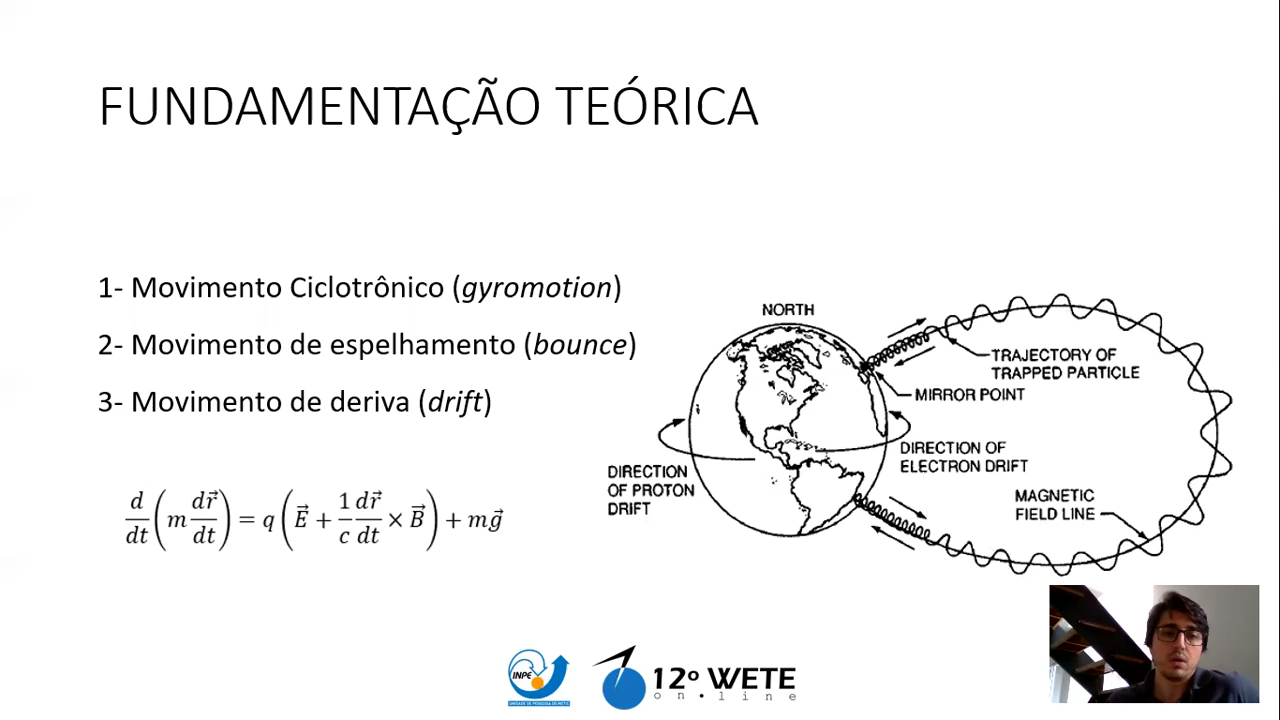 FUNDAMENTAÇÃO TEÓRICA
1- Movimento Ciclotrônico (gyromotion)
2- Movimento de espelhamento (bounce)
3- Movimento de deriva (drift)
d/dt (m dr⃗/dt) = q (E⃗ + 1/c dr⃗/dt × B⃗) + mg⃗
NORTH
TRAJECTORY OF
TRAPPED PARTICLE
MIRROR POINT
DIRECTION OF
ELECTRON DRIFT
DIRECTION
OF PROTON
DRIFT
MAGNETIC
FIELD LINE
INPE
12º WETE
on.line